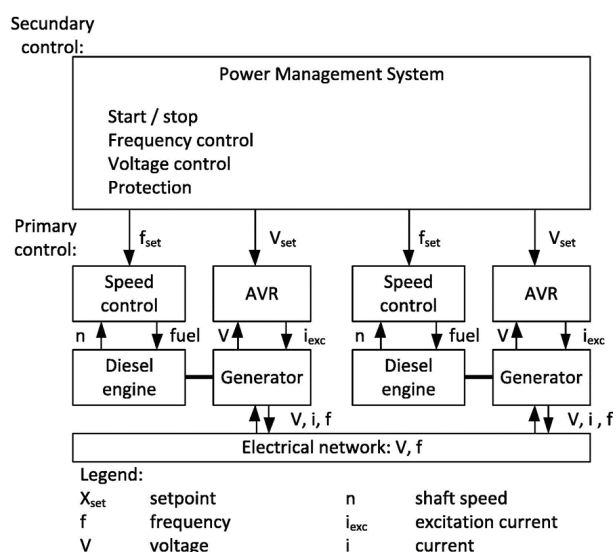 Secundary
control:
Power Management System
Start / stop
Frequency control
Voltage control
Protection
Primary
control:
fset Vset fset Vset
Speed
control
AVR
Speed
control
AVR
n fuel V iexc n fuel V iexc
Diesel
engine
Generator
Diesel
engine
Generator
V, i, f V, i , f
Electrical network: V, f
Legend:
Xset setpoint n shaft speed
f frequency iexc excitation current
V voltage i current